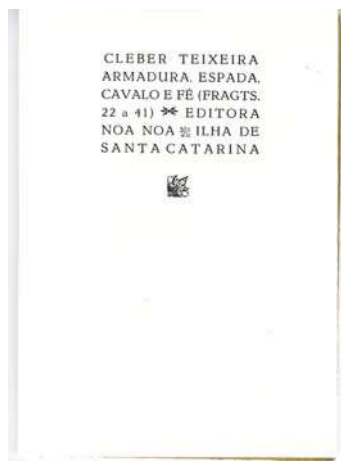 CLEBER TEIXEIRA
ARMADURA, ESPADA,
CAVALO E FÉ (FRAGTS.
22 a 41) EDITORA
NOA NOA ILHA DE
SANTA CATARINA